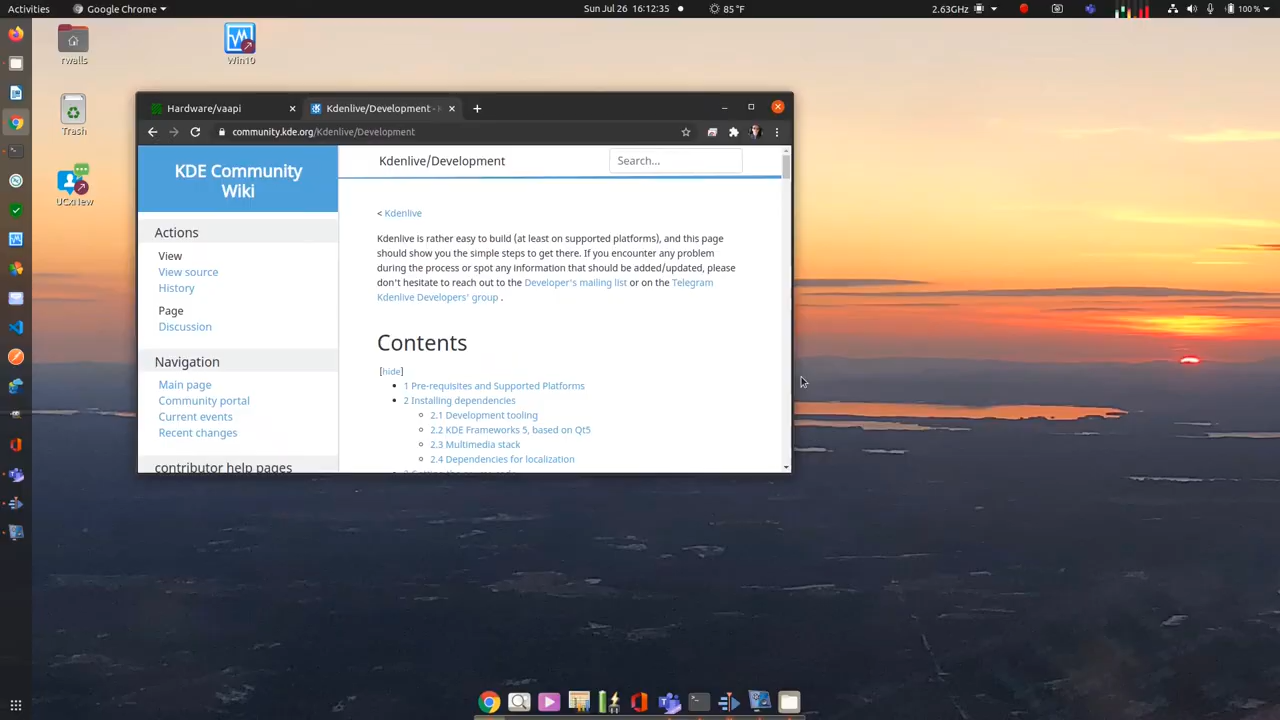 Activities
Google Chrome
Sun Jul 26 16:12:35
85 °F
2.63GHz
100 %
rwalls
Win10
Trash
UCxNew
Hardware/vaapi
Kdenlive/Development -
community.kde.org/Kdenlive/Development
KDE Community
Wiki
Actions
View
View source
History
Page
Discussion
Navigation
Main page
Community portal
Current events
Recent changes
contributor help pages
Kdenlive/Development
Search...
< Kdenlive
Kdenlive is rather easy to build (at least on supported platforms), and this page
should show you the simple steps to get there. If you encounter any problem
during the process or spot any information that should be added/updated, please
don't hesitate to reach out to the Developer's mailing list or on the Telegram
Kdenlive Developers' group .
Contents
[hide]
1 Pre-requisites and Supported Platforms
2 Installing dependencies
2.1 Development tooling
2.2 KDE Frameworks 5, based on Qt5
2.3 Multimedia stack
2.4 Dependencies for localization